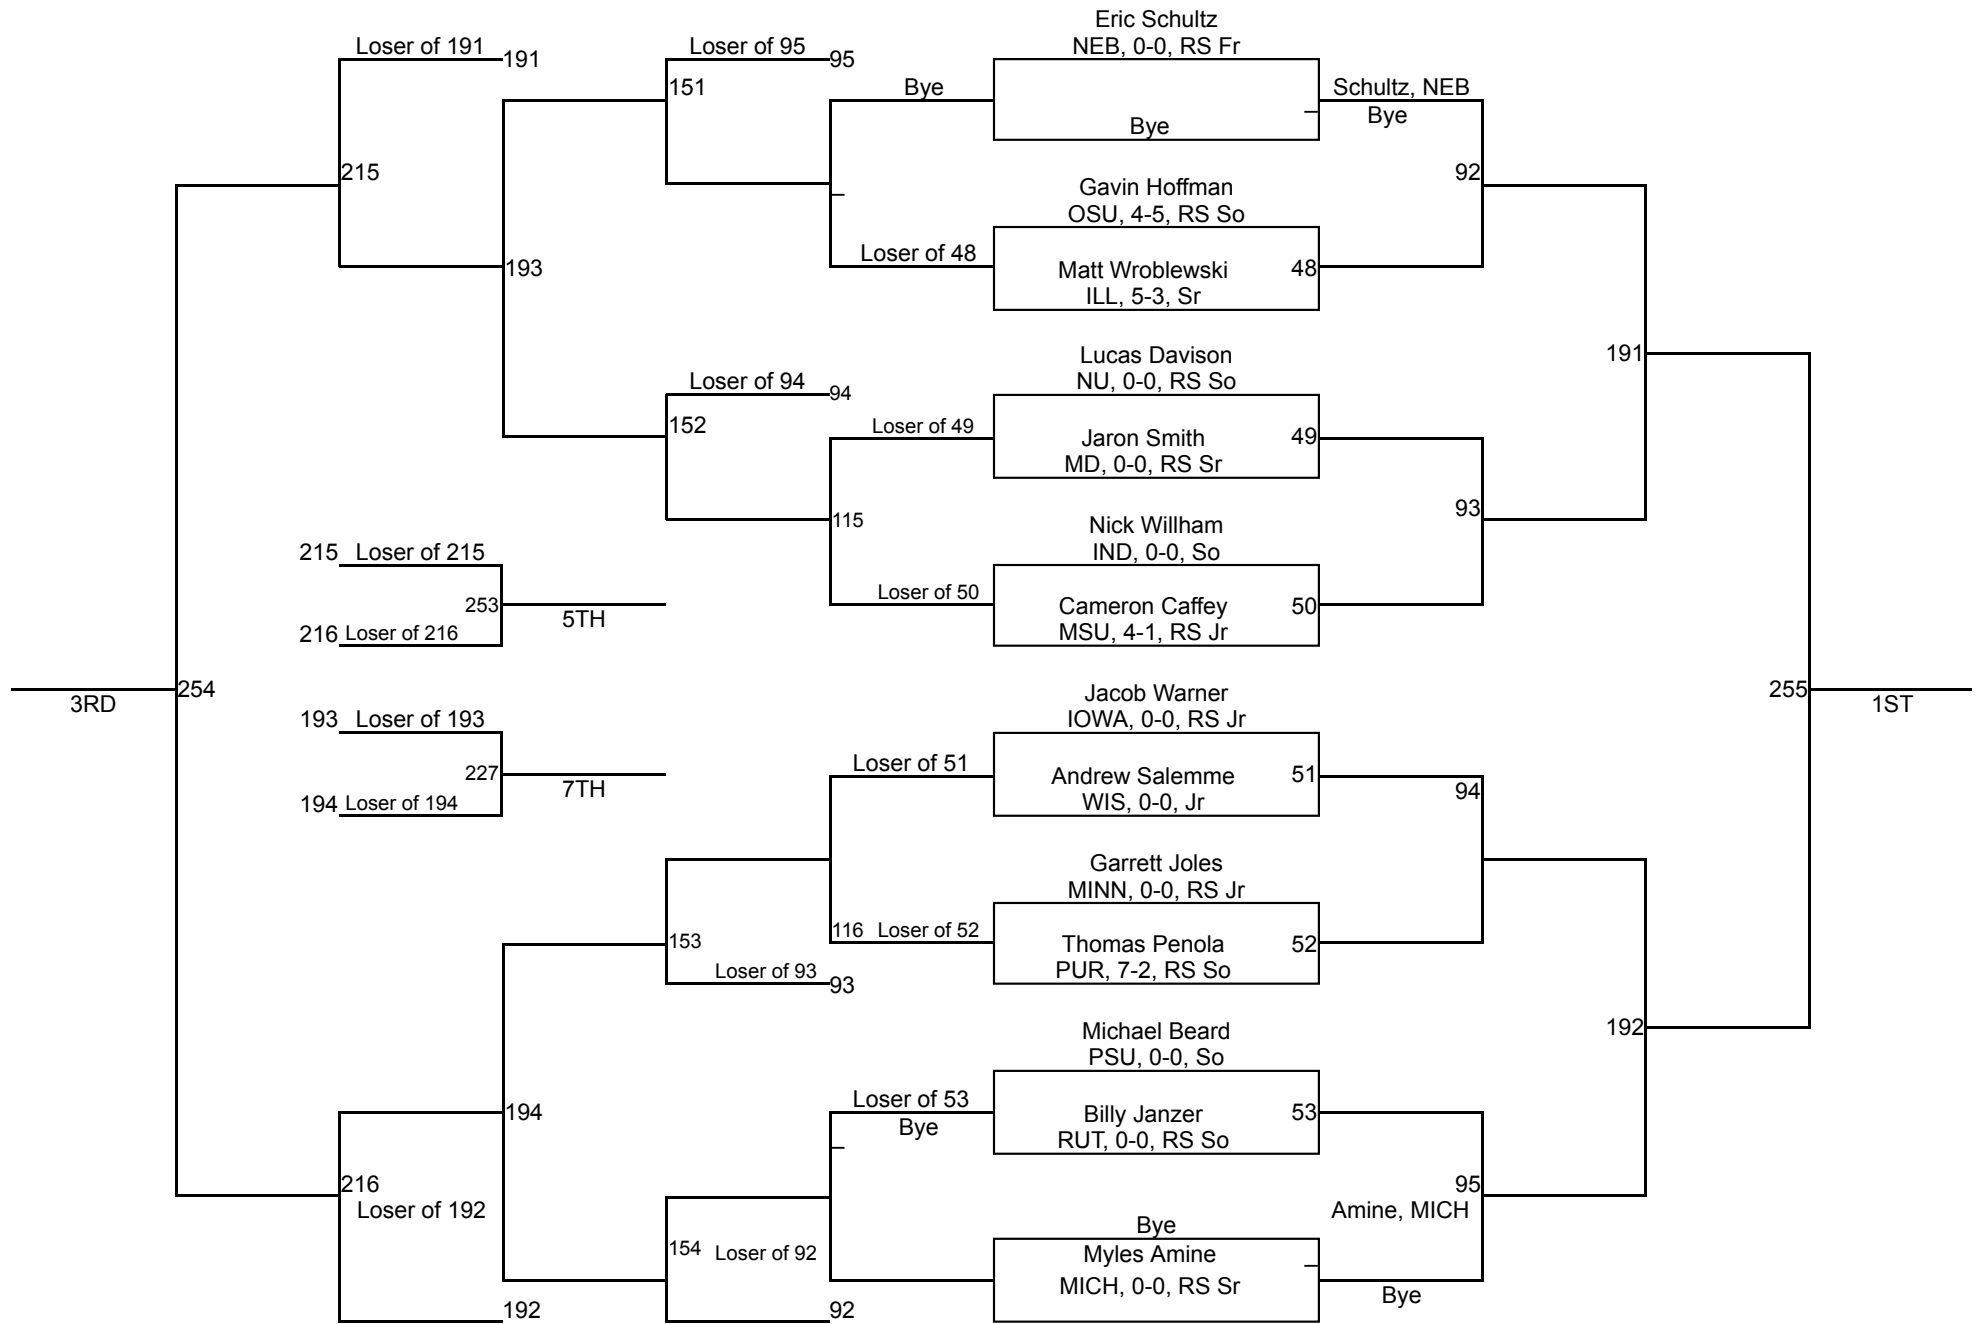 Eric Schultz
NEB, 0-0, RS Fr
Loser of 191
191
Loser of 95
95
151
Bye
Schultz, NEB
Bye
Bye
215
92
Gavin Hoffman
OSU, 4-5, RS So
Loser of 48
193
Matt Wroblewski
48
ILL, 5-3, Sr
191
Lucas Davison
NU, 0-0, RS So
Loser of 94
94
152
Loser of 49
Jaron Smith
49
MD, 0-0, RS Sr
93
115
Nick Willham
IND, 0-0, So
215
Loser of 215
253
5TH
216
Loser of 216
Loser of 50
Cameron Caffey
50
MSU, 4-1, RS Jr
3RD
254
255
1ST
Jacob Warner
IOWA, 0-0, RS Jr
193
Loser of 193
227
7TH
194
Loser of 194
Loser of 51
Andrew Salemme
51
WIS, 0-0, Jr
94
Garrett Joles
MINN, 0-0, RS Jr
153
116
Loser of 52
Thomas Penola
52
PUR, 7-2, RS So
Loser of 93
93
192
Michael Beard
PSU, 0-0, So
194
Loser of 53
Bye
Billy Janzer
53
RUT, 0-0, RS So
216
Loser of 192
95
Amine, MICH
Bye
154
Loser of 92
Myles Amine
MICH, 0-0, RS Sr
Bye
192
92